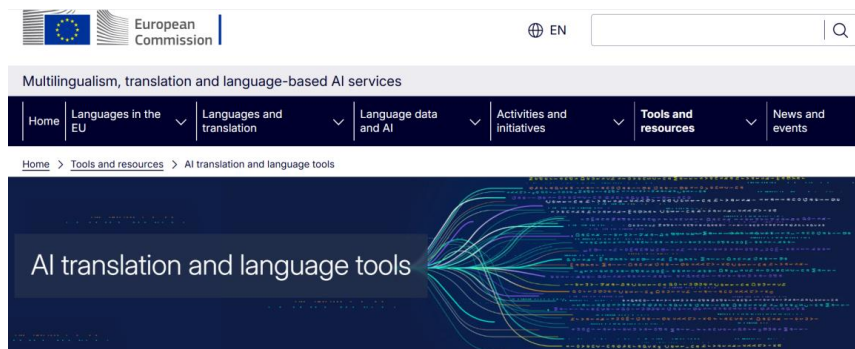 European
Commission
EN
Multilingualism, translation and language-based AI services
Home
Languages in the
EU
Languages and
translation
Language data
and AI
Activities and
initiatives
Tools and
resources
News and
events
Home > Tools and resources > AI translation and language tools
AI translation and language tools